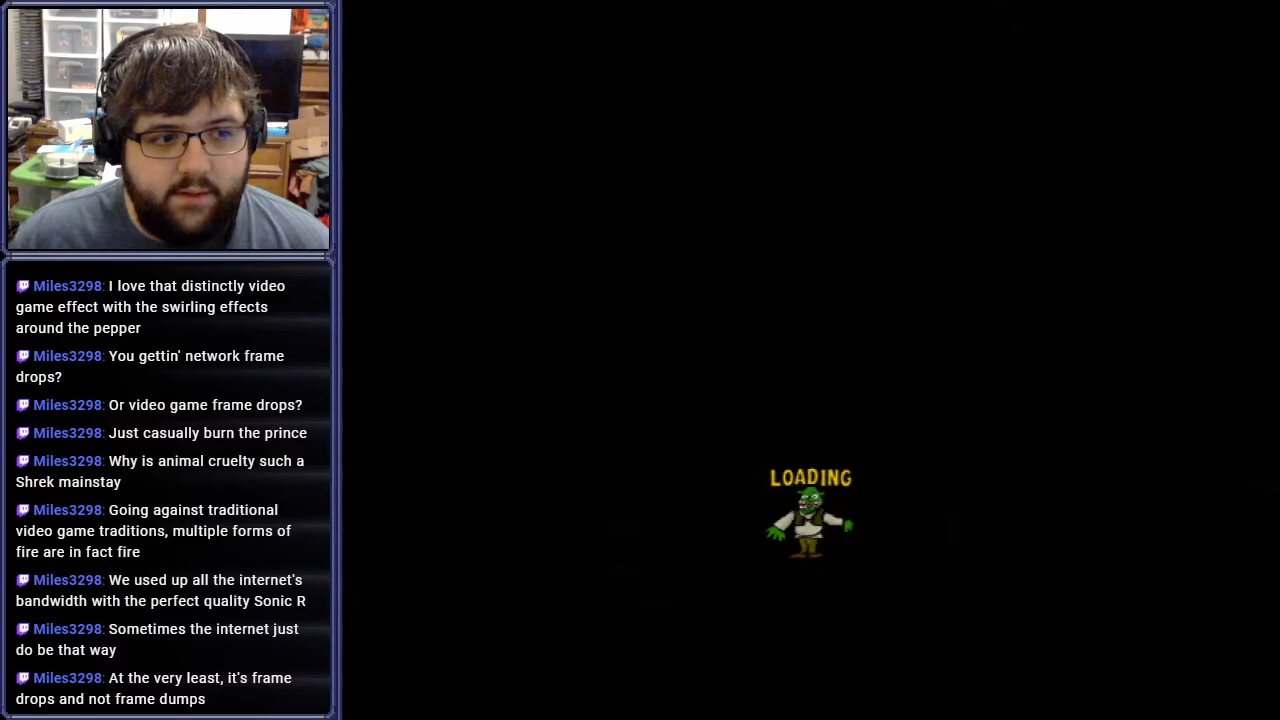 Miles3298: I love that distinctly video
game effect with the swirling effects
around the pepper
Miles3298: You gettin' network frame
drops?
Miles3298: Or video game frame drops?
Miles3298: Just casually burn the prince
Miles3298: Why is animal cruelty such a
Shrek mainstay
Miles3298: Going against traditional
video game traditions, multiple forms of
fire are in fact fire
Miles3298: We used up all the internet's
bandwidth with the perfect quality Sonic R
Miles3298: Sometimes the internet just
do be that way
Miles3298: At the very least, it's frame
drops and not frame dumps
LOADING